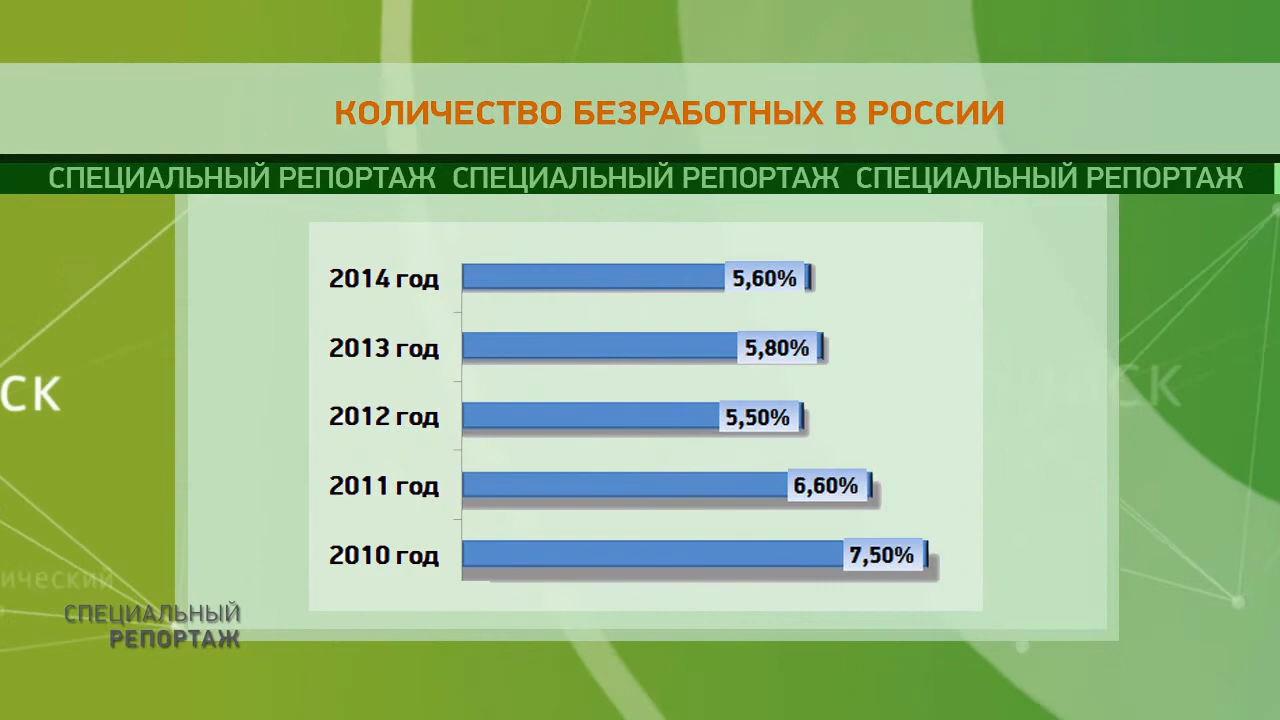 КОЛИЧЕСТВО БЕЗРАБОТНЫХ В РОССИИ
СПЕЦИАЛЬНЫЙ РЕПОРТАЖ СПЕЦИАЛЬНЫЙ РЕПОРТАЖ СПЕЦИАЛЬНЫЙ РЕПОРТАЖ
2014 год 5,60%
2013 год 5,80%
2012 год 5,50%
2011 год 6,60%
2010 год 7,50%
СПЕЦИАЛЬНЫЙ
РЕПОРТАЖ